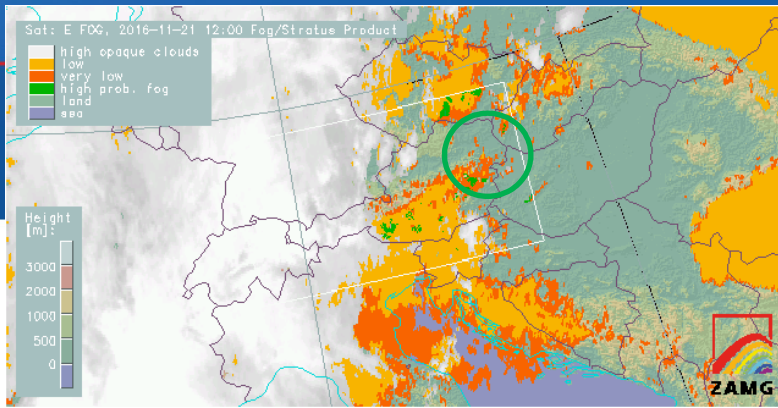 Sat: E FOG, 2016-11-21 12:00 Fog/Stratus Product
high opaque clouds
low
very low
high prob. fog
land
sea
Height
[m]:
3000
2000
1000
500
0
ZAMG